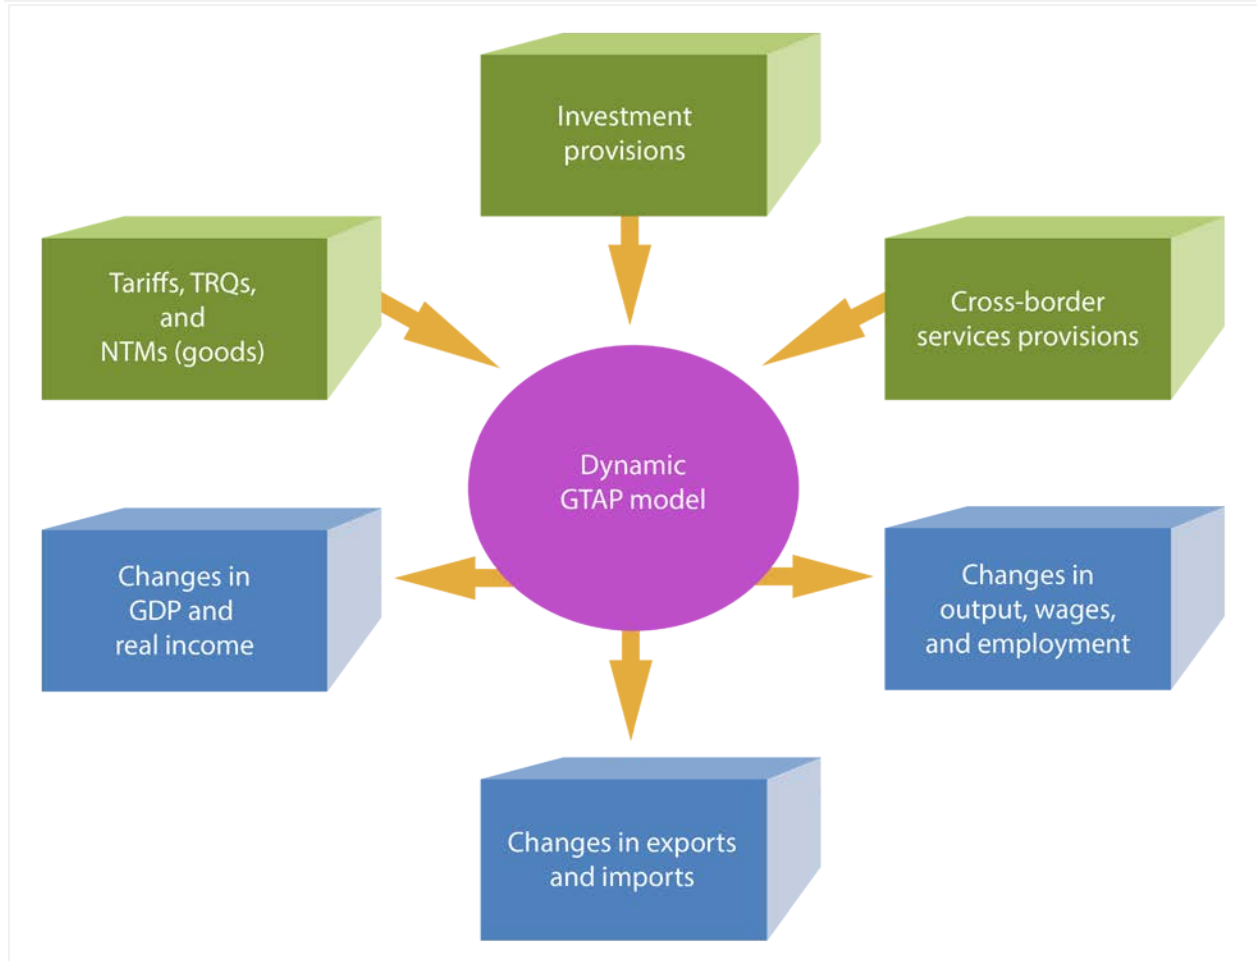 Investment
provisions
Tariffs, TRQs,
and
NTMs (goods)
Cross-border
services provisions
Dynamic
GTAP model
Changes in
GDP and
real income
Changes in
output, wages,
and employment
Changes in exports
and imports